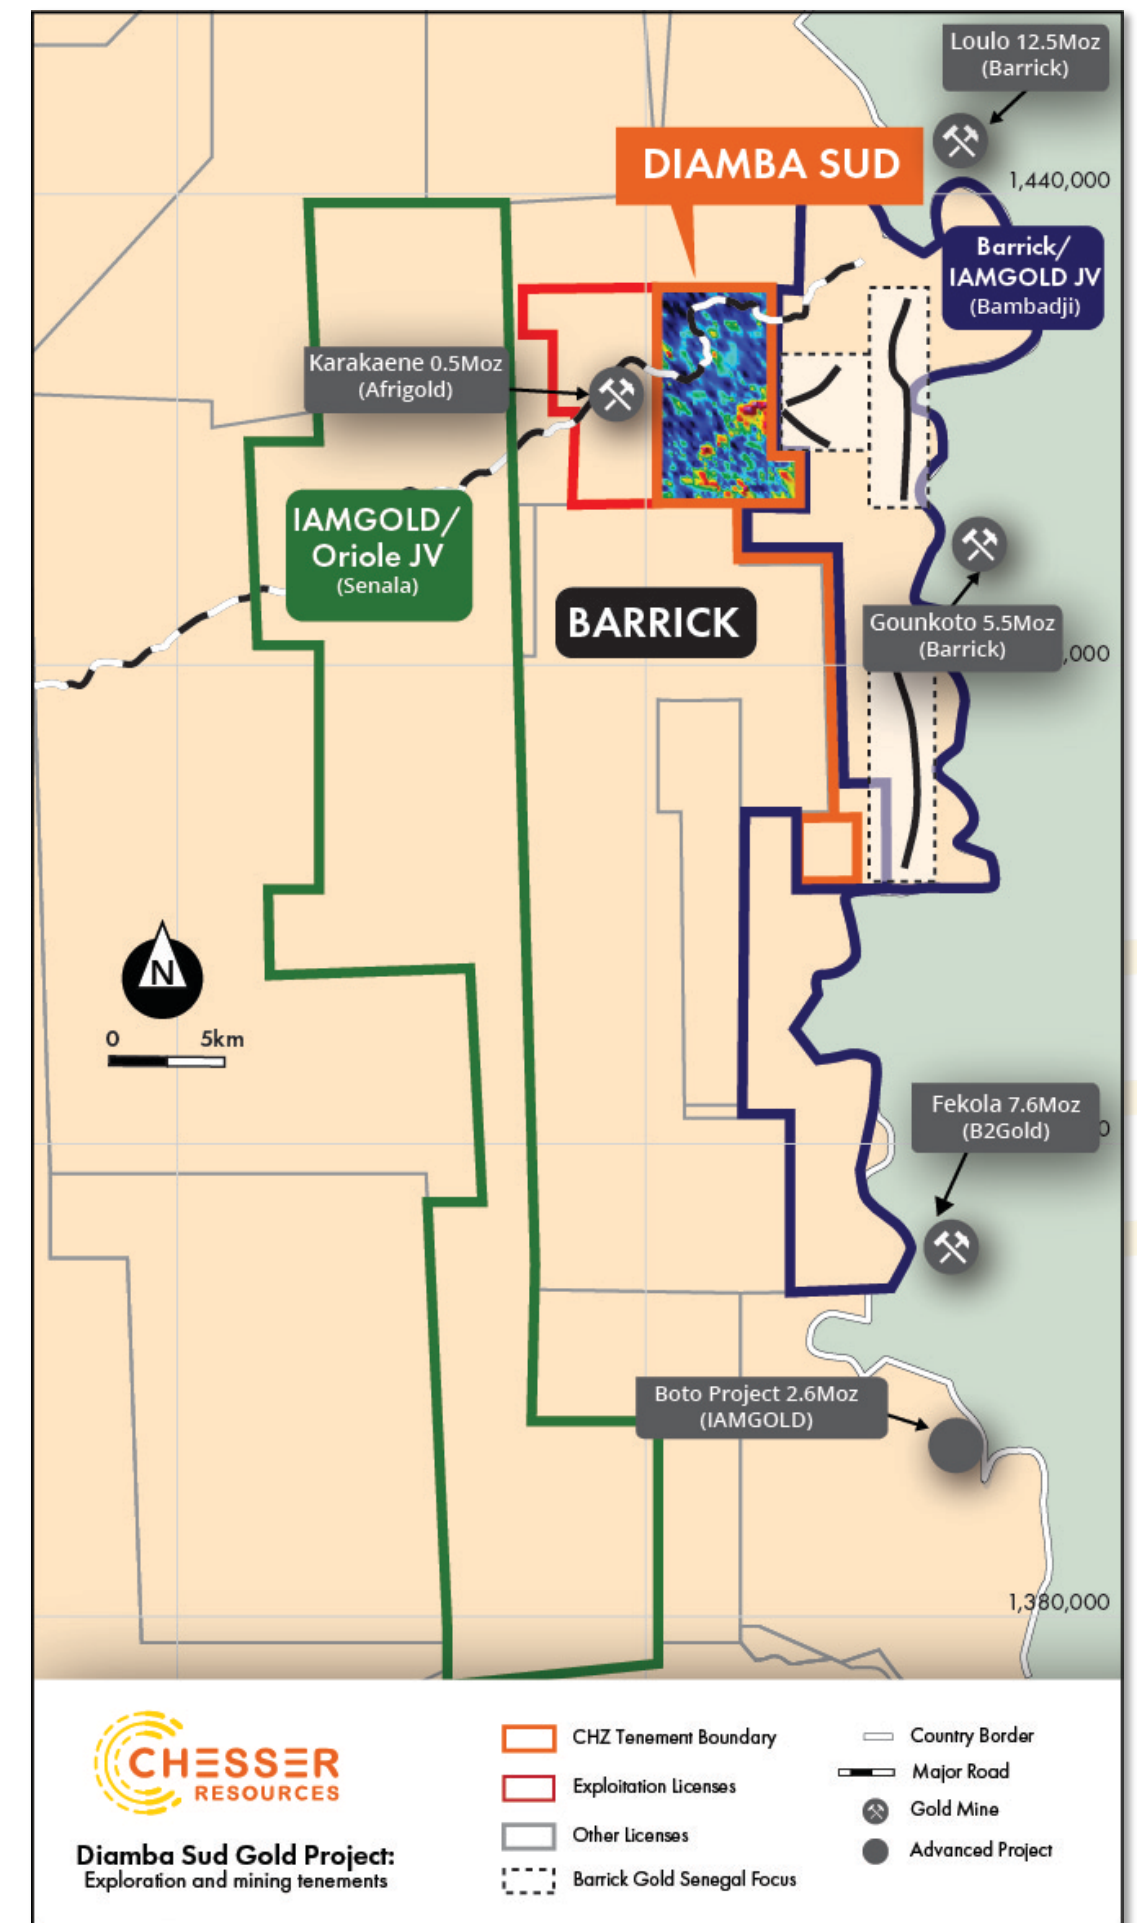 Loulo 12.5Moz
(Barrick)
DIAMBA SUD
1,440,000
Barrick/
IAMGOLD JV
(Bambadji)
Karakaene 0.5Moz
(Afrigold)
IAMGOLD/
Oriole JV
(Senala)
BARRICK
Gounkoto 5.5Moz
(Barrick)
,000
N
0 5km
Fekola 7.6Moz
(B2Gold)
0
Boto Project 2.6Moz
(IAMGOLD)
1,380,000
CHESSER
RESOURCES
Diamba Sud Gold Project:
Exploration and mining tenements
CHZ Tenement Boundary
Exploitation Licenses
Other Licenses
Barrick Gold Senegal Focus
Country Border
Major Road
Gold Mine
Advanced Project